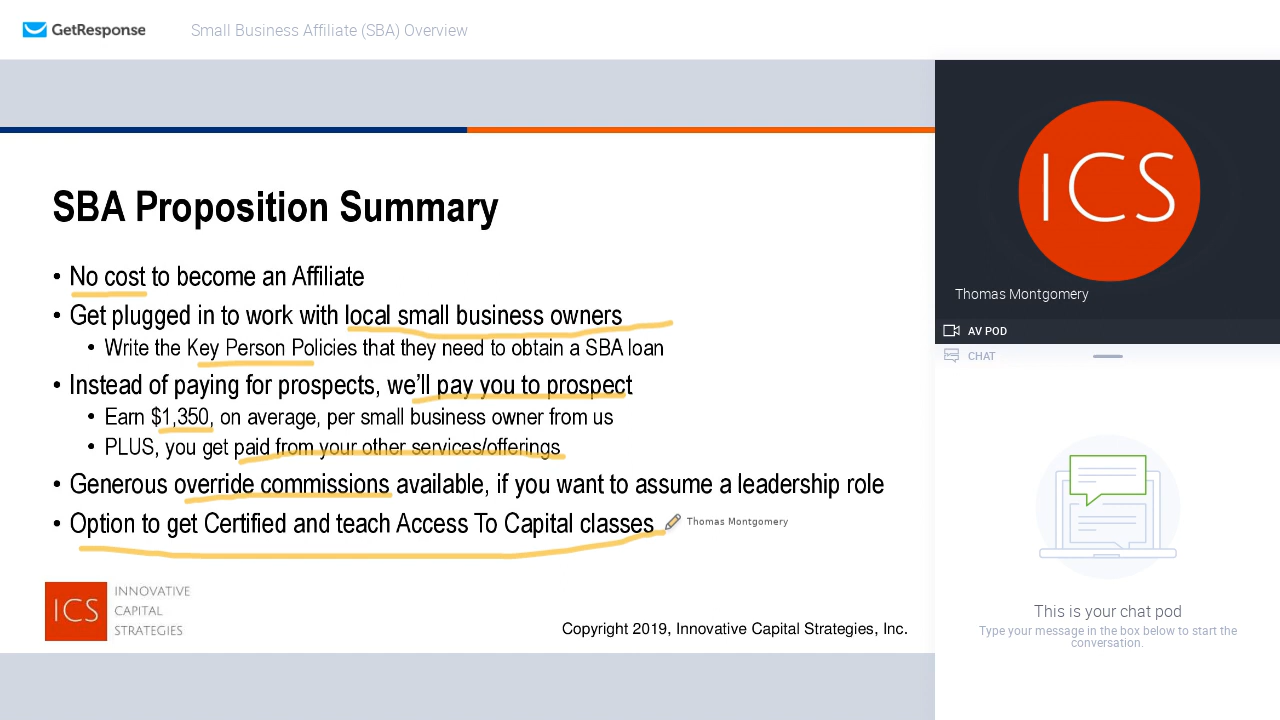 GetResponse
Small Business Affiliate (SBA) Overview
SBA Proposition Summary
• No cost to become an Affiliate
• Get plugged in to work with local small business owners
• Write the Key Person Policies that they need to obtain a SBA loan
• Instead of paying for prospects, we'll pay you to prospect
• Earn $1,350, on average, per small business owner from us
• PLUS, you get paid from your other services/offerings
• Generous override commissions available, if you want to assume a leadership role
• Option to get Certified and teach Access To Capital classes
Thomas Montgomery
ICS
INNOVATIVE
CAPITAL
STRATEGIES
Copyright 2019, Innovative Capital Strategies, Inc.
ICS
Thomas Montgomery
AV POD
CHAT
This is your chat pod
Type your message in the box below to start the
conversation.